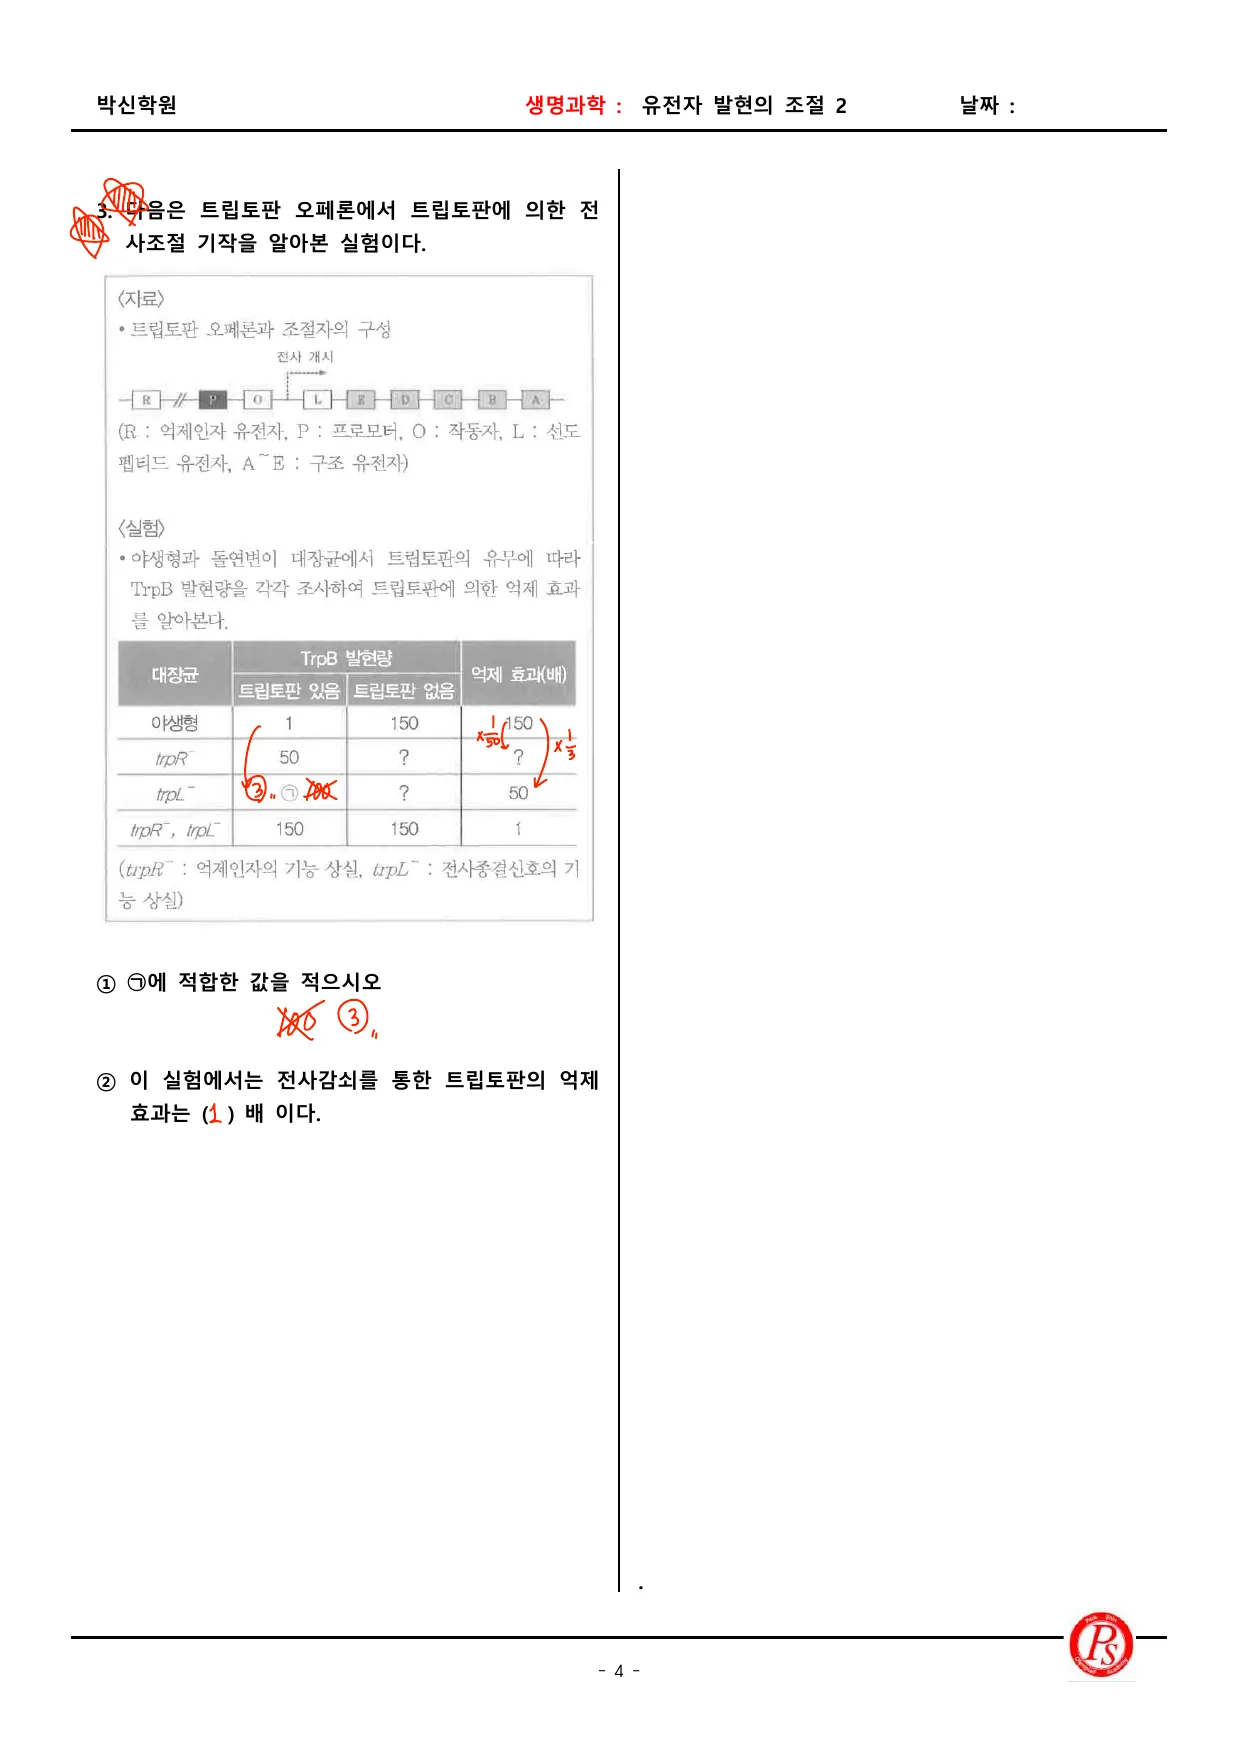 박신학원 생명과학 : 유전자 발현의 조절 2 날짜 :
3. 다음은 트립토판 오페론에서 트립토판에 의한 전
사조절 기작을 알아본 실험이다.
〈자료〉
• 트립토판 오페론과 조절자의 구성
전사 개시
R P O L E D C B A
(R : 억제인자 유전자, P : 프로모터, O : 작동자, L : 선도
펩티드 유전자, A~E : 구조 유전자)
〈실험〉
• 야생형과 돌연변이 대장균에서 트립토판의 유무에 따라
TrpB 발현량을 각각 조사하여 트립토판에 의한 억제 효과
를 알아본다.
대장균 TrpB 발현량 억제 효과(배)
트립토판 있음 트립토판 없음
야생형 1 150 150
×1/50 ×1/3
trpR⁻ 50 ? ?
trpL⁻ ③ ㉠ 100 ? 50
trpR⁻, trpL⁻ 150 150 1
(trpR⁻ : 억제인자의 기능 상실, trpL⁻ : 전사종결신호의 기
능 상실)
① ㉠에 적합한 값을 적으시오
100 ③
② 이 실험에서는 전사감쇠를 통한 트립토판의 억제
효과는 (1) 배 이다.
.
PS
- 4 -